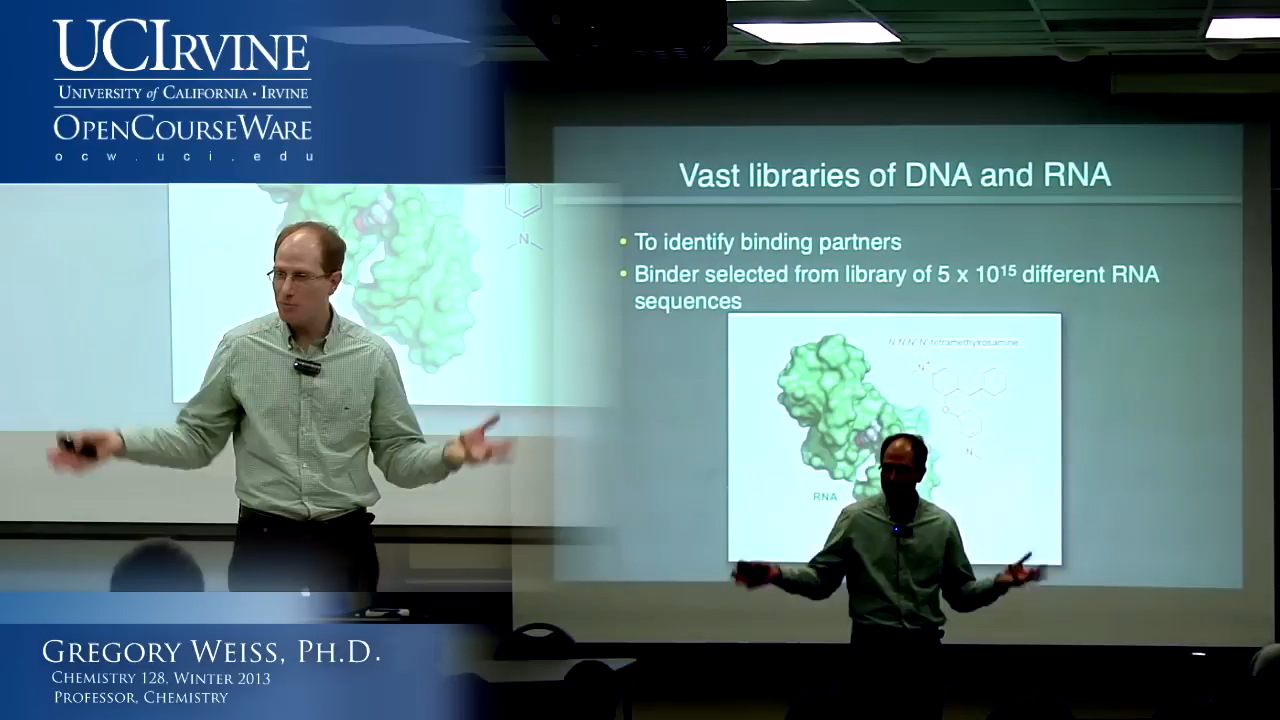 UCIRVINE
UNIVERSITY of CALIFORNIA • IRVINE
OPENCOURSEWARE
ocw.uci.edu
N
Vast libraries of DNA and RNA
• To identify binding partners
• Binder selected from library of 5 x 10¹⁵ different RNA
sequences
N,N,N',N'-tetramethylrosamine
N⁺
O
N
RNA
GREGORY WEISS, PH.D.
CHEMISTRY 128, WINTER 2013
PROFESSOR, CHEMISTRY